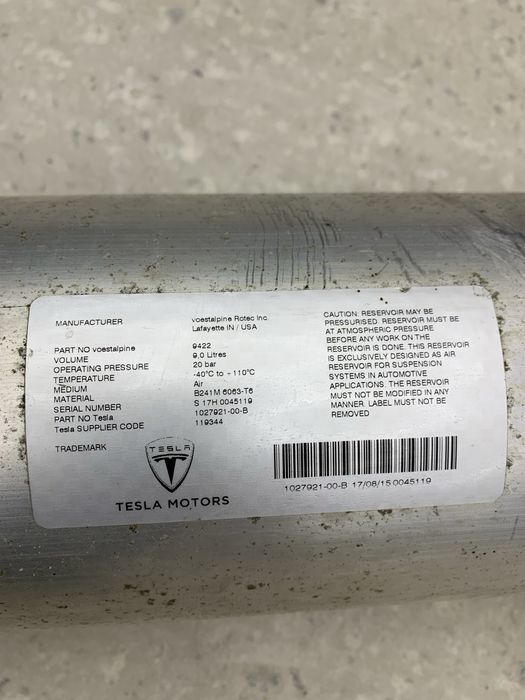 MANUFACTURER voestalpine Rotec Inc.
Lafayette IN / USA
PART NO voestalpine 9422
VOLUME 9,0 Litres
OPERATING PRESSURE 20 bar
TEMPERATURE -40°C to +110°C
MEDIUM Air
MATERIAL B241M 6063-T6
SERIAL NUMBER S 17H 0045119
PART NO Tesla 1027921-00-B
Tesla SUPPLIER CODE 119344
TRADEMARK
TESLA
TESLA MOTORS
CAUTION: RESERVOIR MAY BE
PRESSURISED. RESERVOIR MUST BE
AT ATMOSPHERIC PRESSURE
BEFORE ANY WORK ON THE
RESERVOIR IS DONE. THIS RESERVOIR
IS EXCLUSIVELY DESIGNED AS AIR
RESERVOIR FOR SUSPENSION
SYSTEMS IN AUTOMOTIVE
APPLICATIONS. THE RESERVOIR
MUST NOT BE MODIFIED IN ANY
MANNER. LABEL MUST NOT BE
REMOVED
1027921-00-B 17/08/15 0045119